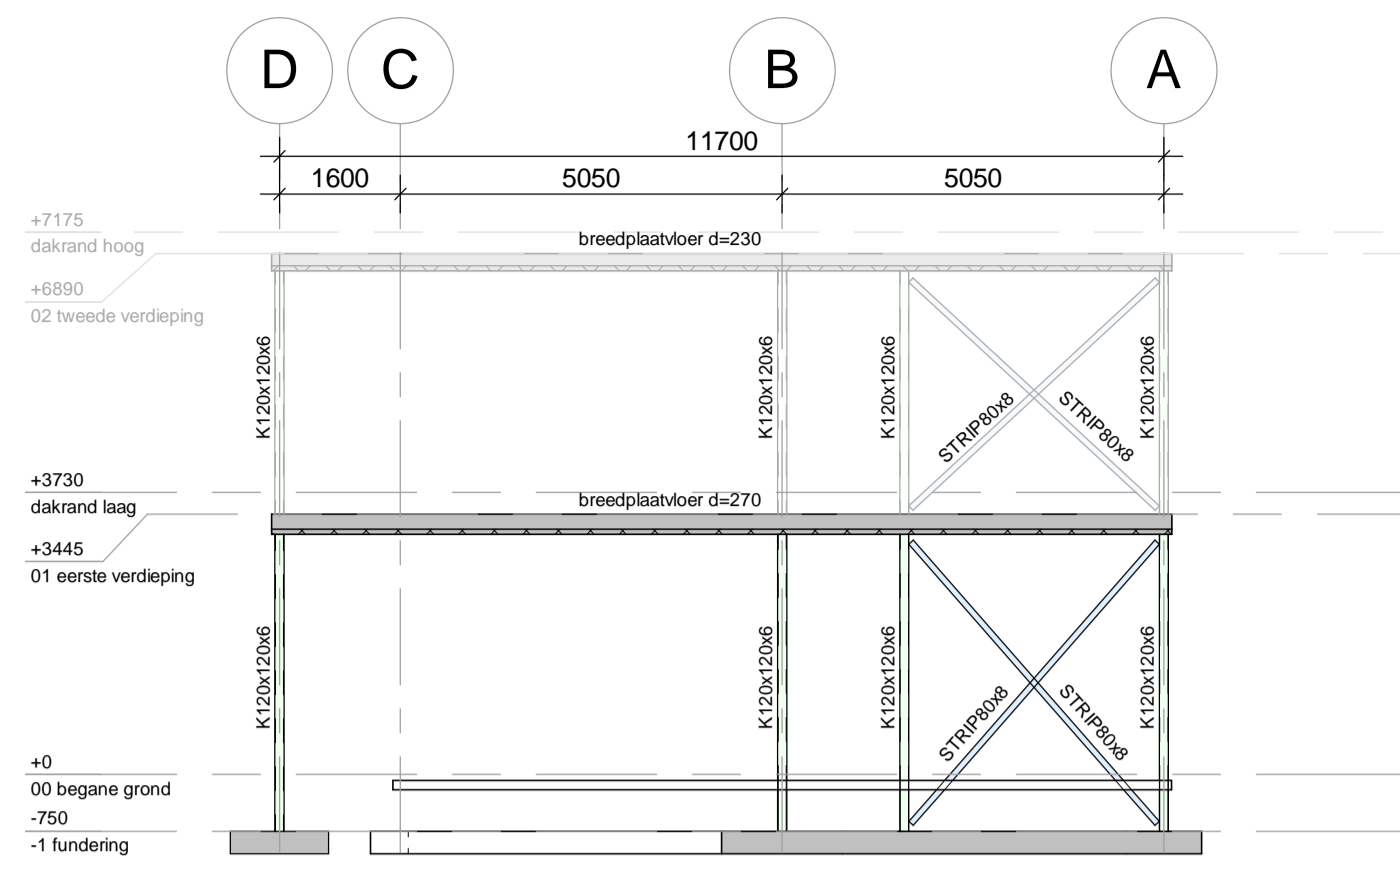 D
C
B
A
11700
1600
5050
5050
+7175
dakrand hoog
breedplaatvloer d=230
+6890
02 tweede verdieping
K120x120x6
K120x120x6
K120x120x6
STRIP80x8
STRIP80x8
K120x120x6
+3730
dakrand laag
breedplaatvloer d=270
+3445
01 eerste verdieping
K120x120x6
K120x120x6
K120x120x6
STRIP80x8
STRIP80x8
K120x120x6
+0
00 begane grond
-750
-1 fundering